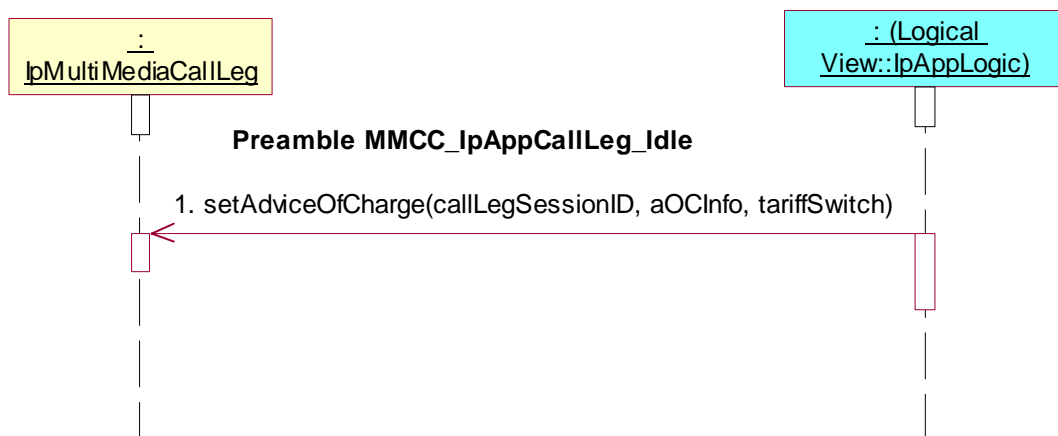 :
IpMultiMediaCallLeg
: (Logical
View::IpAppLogic)
Preamble MMCC_IpAppCallLeg_Idle
1. setAdviceOfCharge(callLegSessionID, aOCInfo, tariffSwitch)